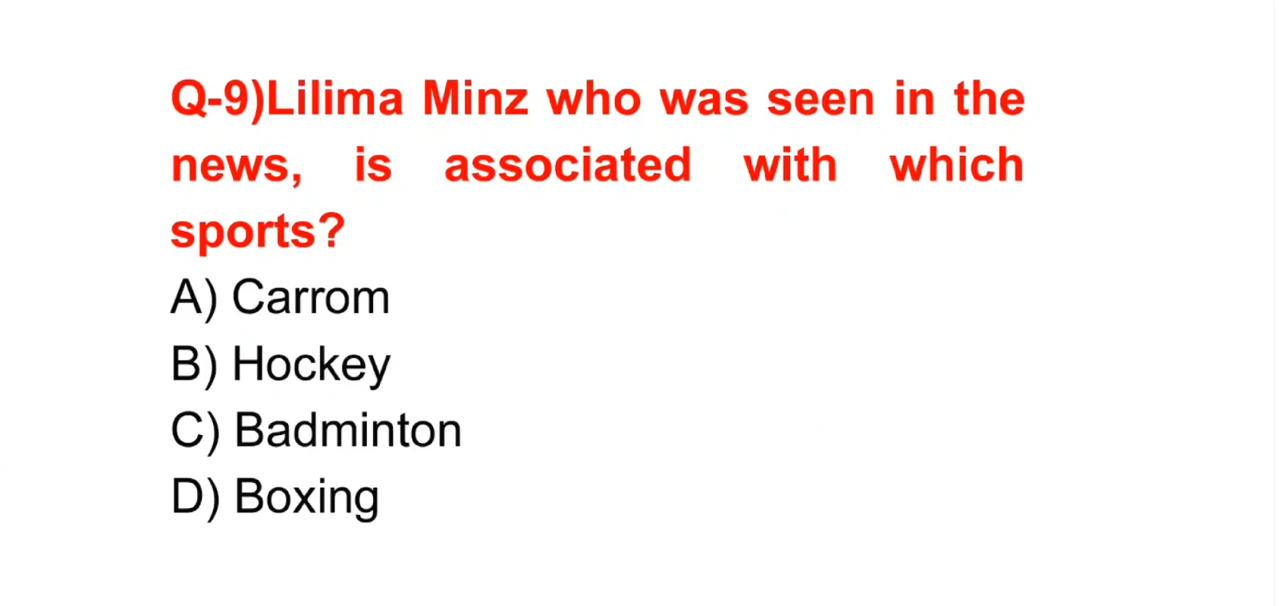 Q-9)Lilima Minz who was seen in the
news, is associated with which
sports?
A) Carrom
B) Hockey
C) Badminton
D) Boxing